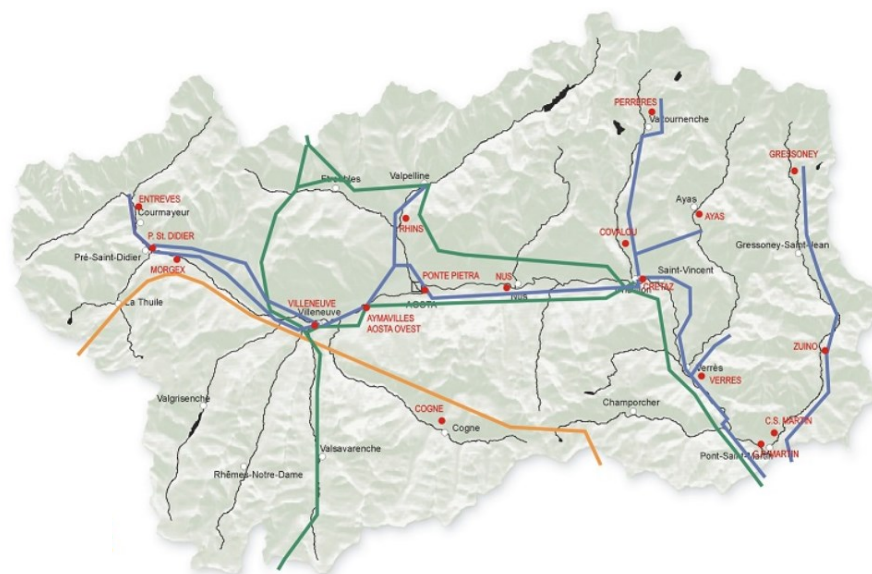 PERRERES
Valtournenche
GRESSONEY
Etroubles
Valpelline
ENTREVES
Courmayeur
Ayas
AYAS
RHINS
COVALOU
P. St. DIDIER
Pré-Saint-Didier
MORGEX
Gressoney-Saint-Jean
Saint-Vincent
PONTE PIETRA
NUS
Nus
CRETAZ
AOSTA
La Thuile
VILLENEUVE
Villeneuve
AYMAVILLES
AOSTA OVEST
ZUINO
Verrès
VERRES
Valgrisenche
Champorcher
COGNE
Cogne
C.S. MARTIN
Pont-Saint-Martin
Valsavarenche
Rhêmes-Notre-Dame